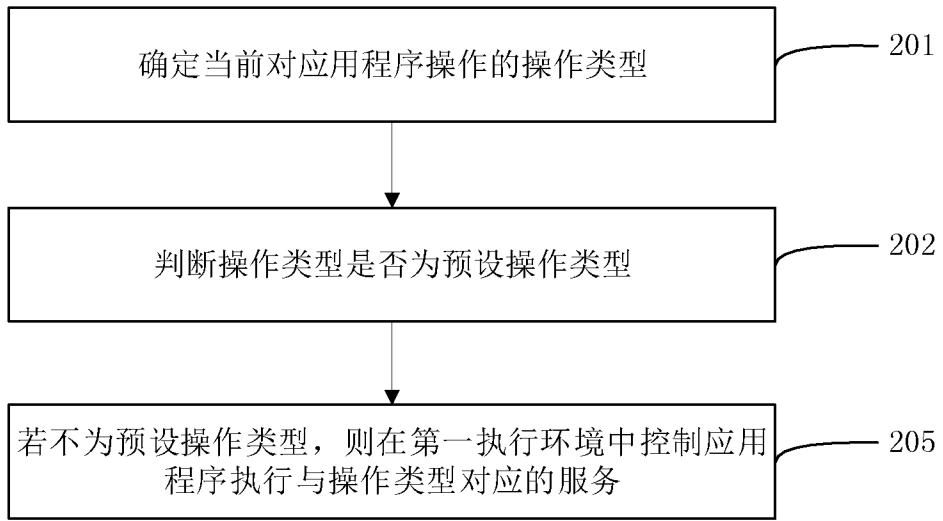 确定当前对应用程序操作的操作类型
201
判断操作类型是否为预设操作类型
202
若不为预设操作类型，则在第一执行环境中控制应用
程序执行与操作类型对应的服务
205